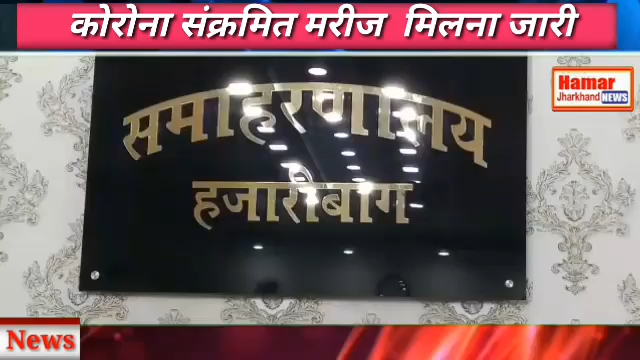 कोरोना संक्रमित मरीज मिलना जारी
Hamar
Jharkhand NEWS
समाहरणालय
हजारीबाग
News